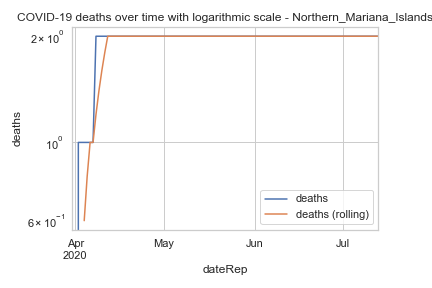 COVID-19 deaths over time with logarithmic scale - Northern_Mariana_Islands
2 × 10⁰
10⁰
6 × 10⁻¹
deaths
deaths
deaths (rolling)
Apr
2020
May
Jun
Jul
dateRep